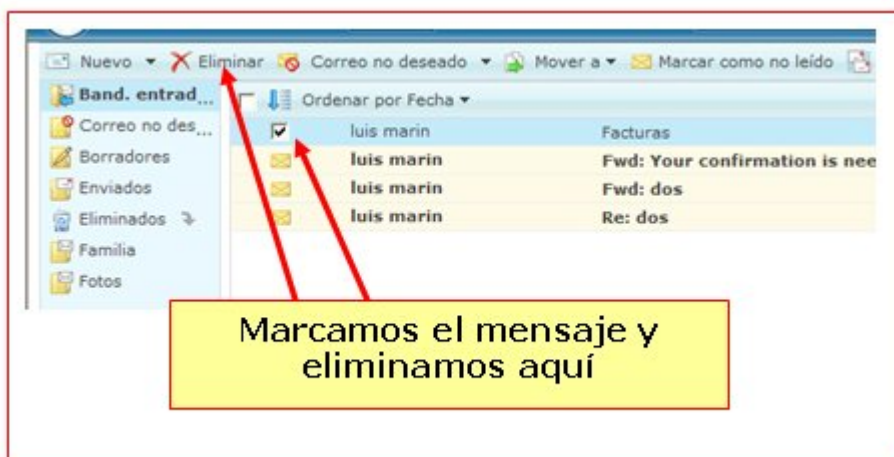 Nuevo Eliminar Correo no deseado Mover a Marcar como no leído
Band. entrad... Ordenar por Fecha
Correo no des... luis marin Facturas
Borradores luis marin Fwd: Your confirmation is nee
Enviados luis marin Fwd: dos
Eliminados luis marin Re: dos
Familia
Fotos
Marcamos el mensaje y
eliminamos aquí